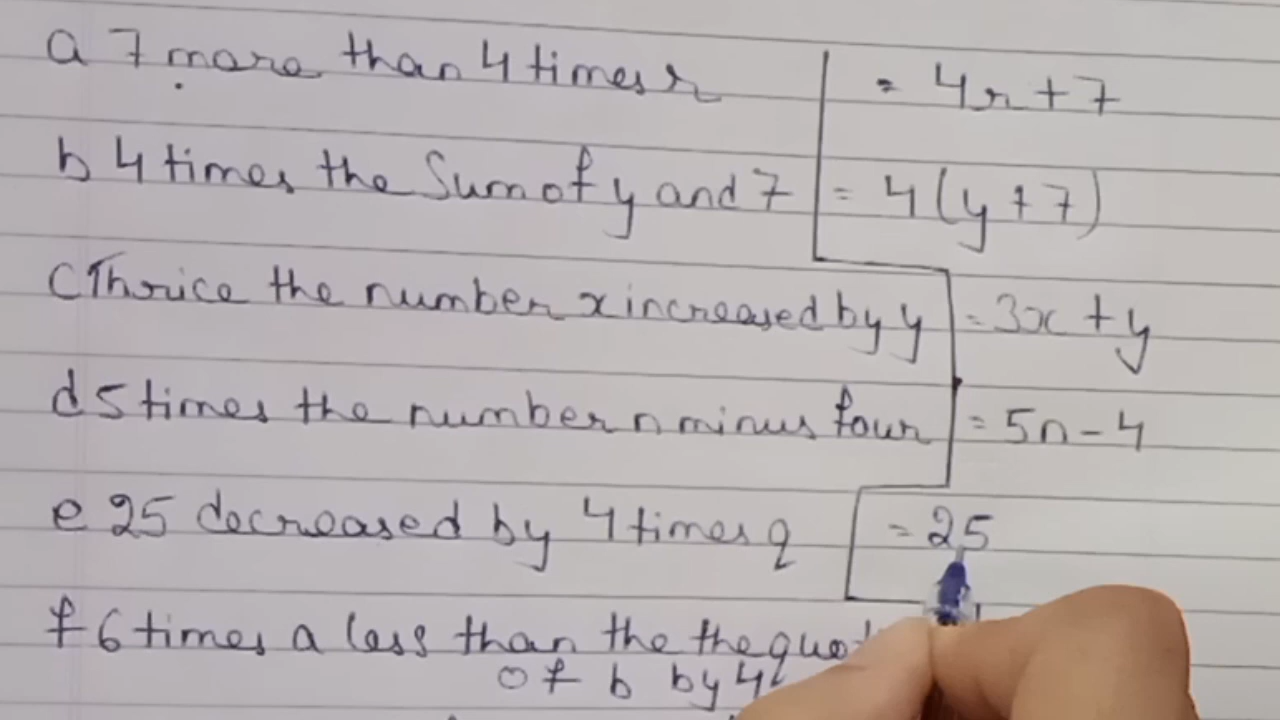 a 7 more than 4 times r = 4r + 7
b 4 times the Sum of y and 7 = 4(y + 7)
c Thrice the number x increased by y = 3x + y
d 5 times the number n minus four = 5n - 4
e 25 decreased by 4 times q = 25
f 6 times a less than the the
of b by 4